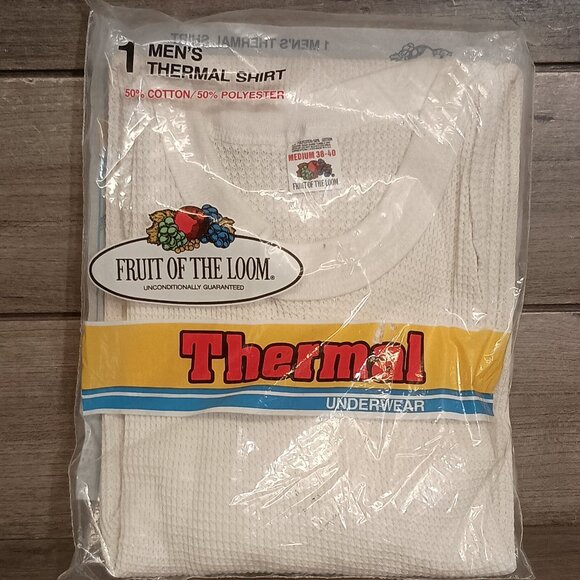 1 MEN'S
THERMAL SHIRT
50% COTTON/50% POLYESTER
1 MEN'S THERMAL SHIRT
COTTON
MEDIUM 38-40
FRUIT OF THE LOOM
FRUIT OF THE LOOM®
UNCONDITIONALLY GUARANTEED
Thermal
UNDERWEAR